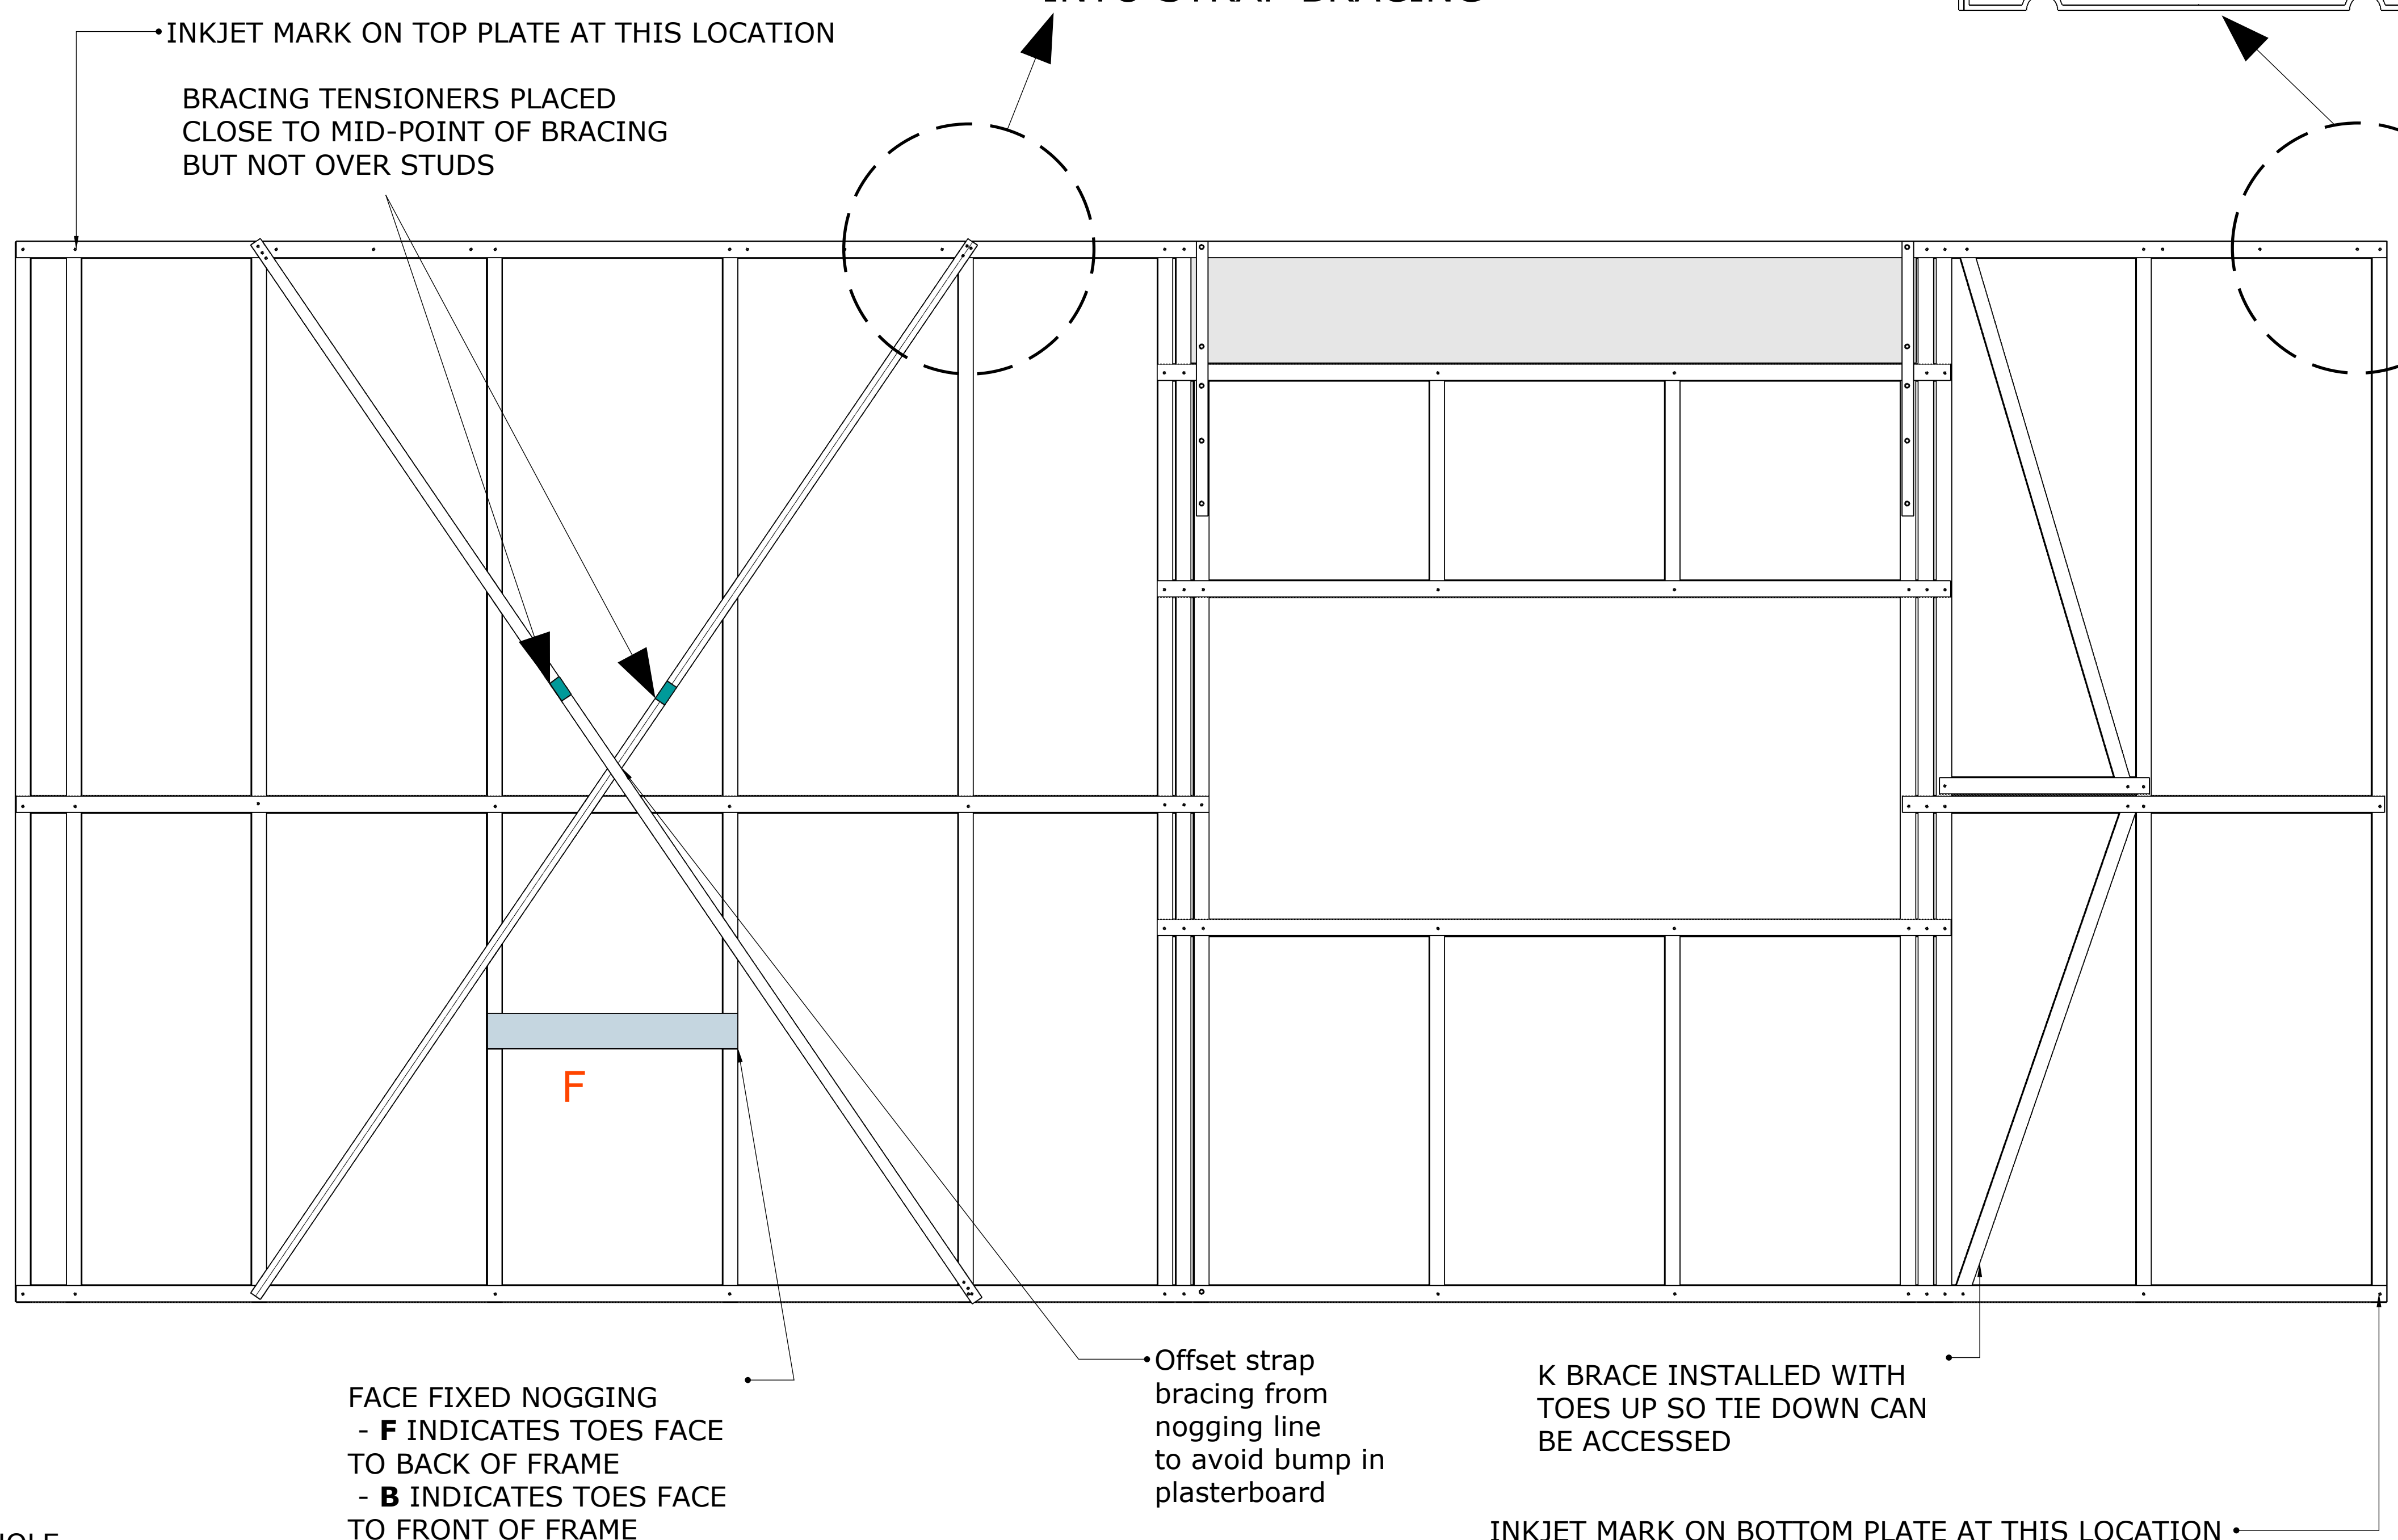 INKJET MARK ON TOP PLATE AT THIS LOCATION
BRACING TENSIONERS PLACED
CLOSE TO MID-POINT OF BRACING
BUT NOT OVER STUDS
F
FACE FIXED NOGGING
- F INDICATES TOES FACE
TO BACK OF FRAME
- B INDICATES TOES FACE
TO FRONT OF FRAME
Offset strap
bracing from
nogging line
to avoid bump in
plasterboard
K BRACE INSTALLED WITH
TOES UP SO TIE DOWN CAN
BE ACCESSED
INKJET MARK ON BOTTOM PLATE AT THIS LOCATION